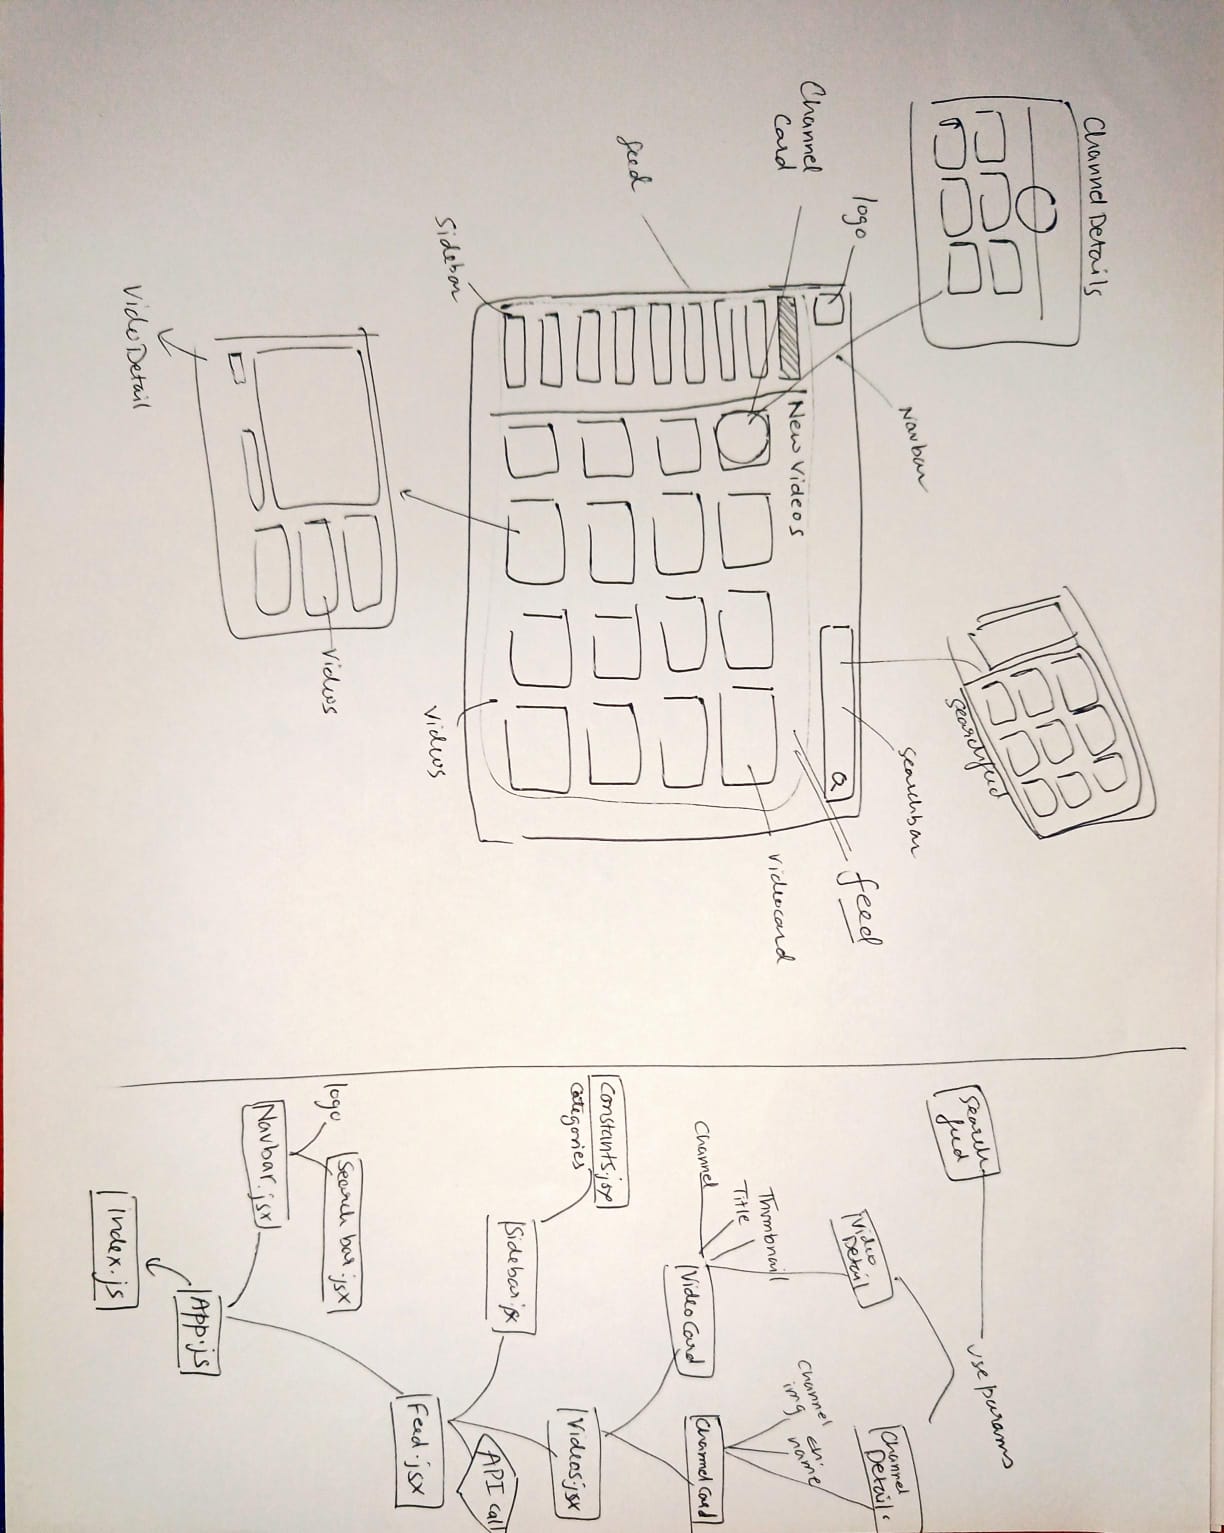 Channel Details
searchfeed
Navbar
Searchbar
logo
feed
Channel
Card
New Videos
videocard
feed
Sidebar
Videos
Videos
Video Detail
Search
feed
use params
Video
Detail
Channel
Detail.
Channel
img
ch.
name
Thumbnail
Title
Channel
Video Card
Channel Card
Constants.jsx
Categories
Videos.jsx
Sidebar.jsx
API call
Feed.jsx
logo
Search bar.jsx
Navbar.jsx
App.js
index.js